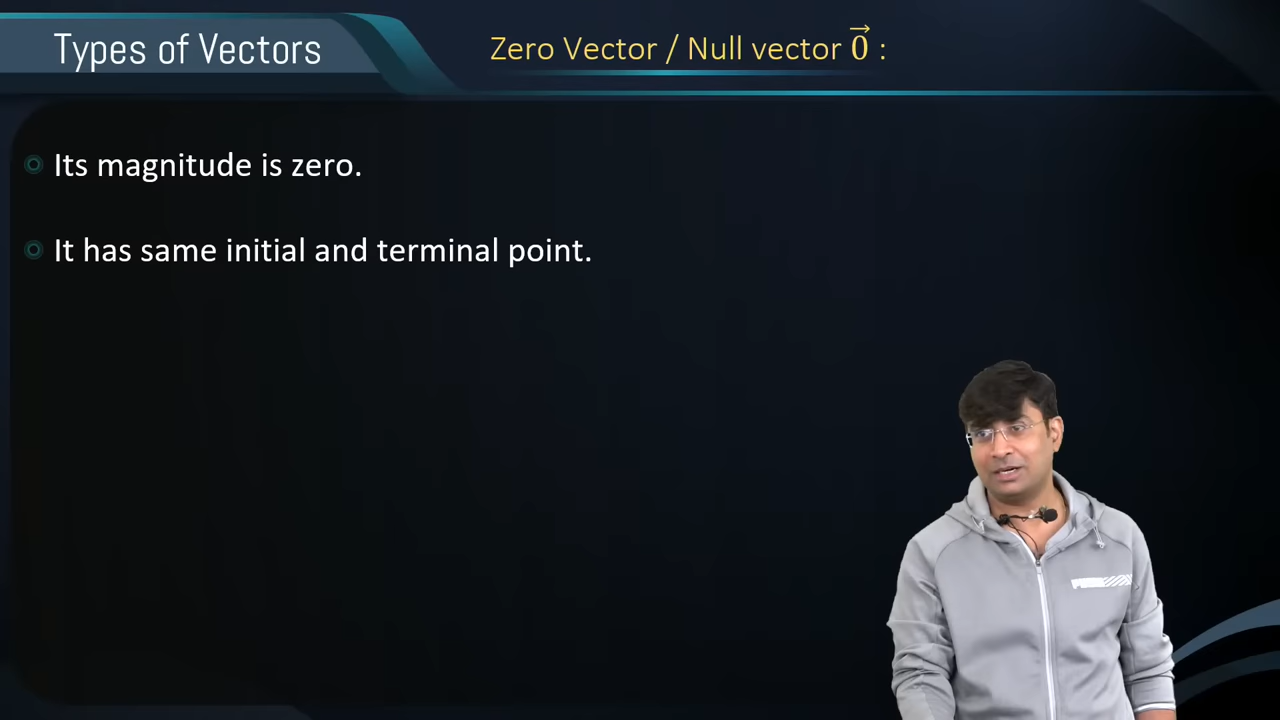 Types of Vectors
Zero Vector / Null vector $\vec{0}$ :
Its magnitude is zero.
It has same initial and terminal point.